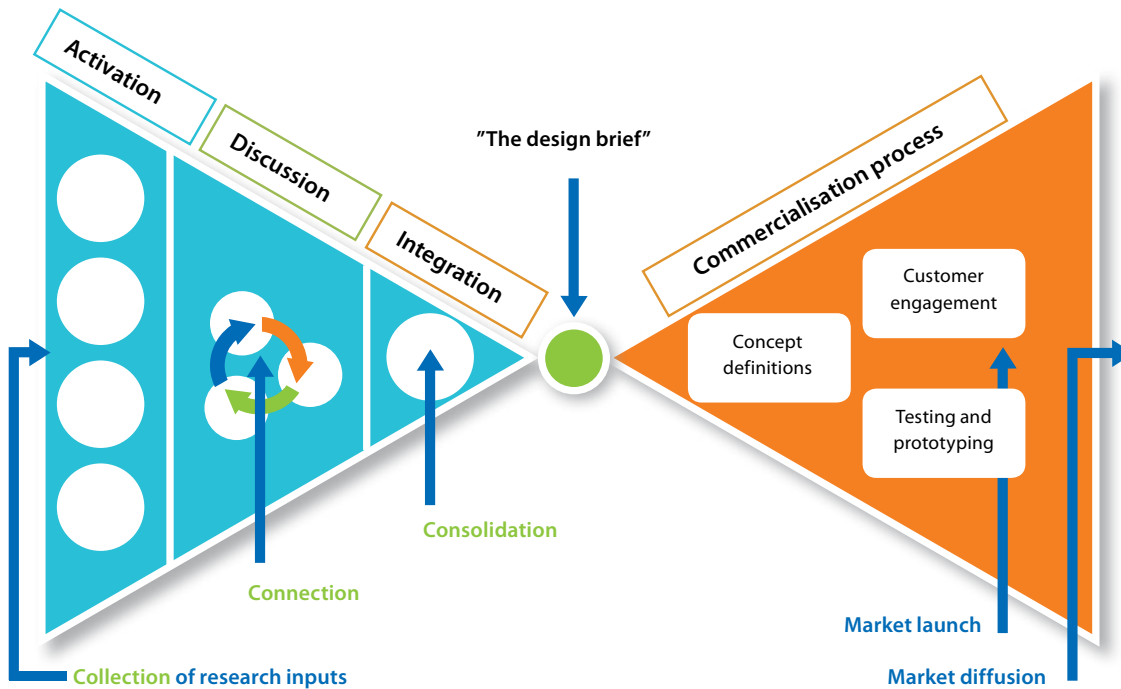 Activation
Discussion
Integration
”The design brief”
Commercialisation process
Concept
definitions
Customer
engagement
Testing and
prototyping
Consolidation
Connection
Collection of research inputs
Market launch
Market diffusion